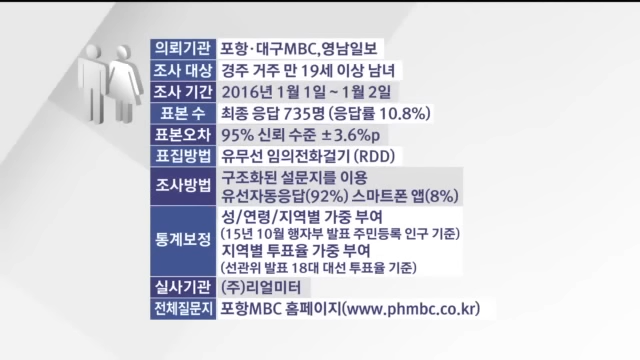 의뢰기관 포항·대구MBC,영남일보
조사 대상 경주 거주 만 19세 이상 남녀
조사 기간 2016년 1월 1일 ~ 1월 2일
표본 수 최종 응답 735명 (응답률 10.8%)
표본오차 95% 신뢰 수준 ±3.6%p
표집방법 유무선 임의전화걸기 (RDD)
조사방법 구조화된 설문지를 이용
유선자동응답(92%) 스마트폰 앱(8%)
통계보정 성/연령/지역별 가중 부여
(15년 10월 행자부 발표 주민등록 인구 기준)
지역별 투표율 가중 부여
(선관위 발표 18대 대선 투표율 기준)
실사기관 (주)리얼미터
전체질문지 포항MBC 홈페이지(www.phmbc.co.kr)